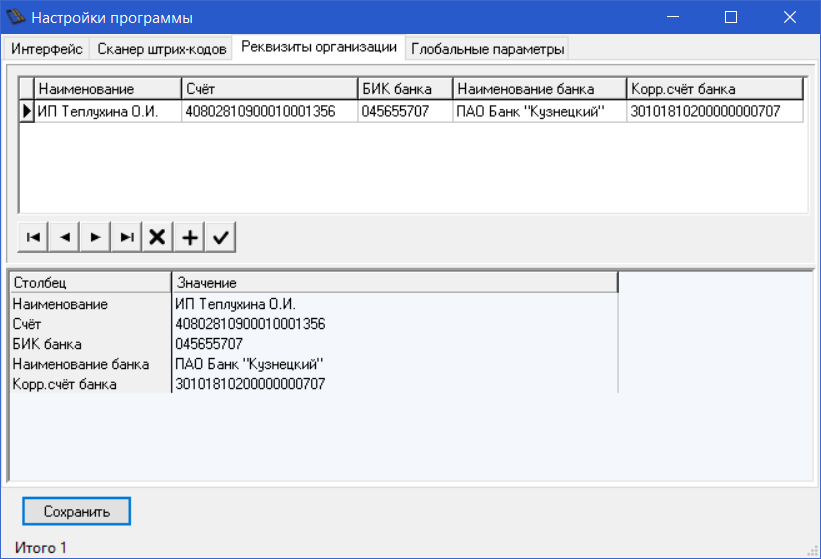 Настройки программы
Интерфейс Сканер штрих-кодов Реквизиты организации Глобальные параметры
Наименование Счёт БИК банка Наименование банка Корр.счёт банка
ИП Теплухина О.И. 40802810900010001356 045655707 ПАО Банк "Кузнецкий" 30101810200000000707
Столбец Значение
Наименование ИП Теплухина О.И.
Счёт 40802810900010001356
БИК банка 045655707
Наименование банка ПАО Банк "Кузнецкий"
Корр.счёт банка 30101810200000000707
Сохранить
Итого 1